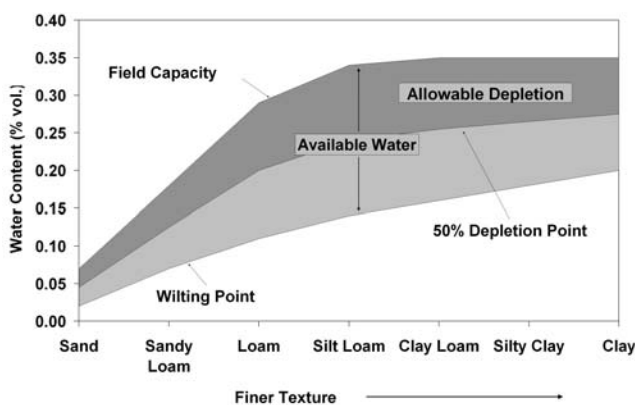 Water Content (% vol.)
0.40
0.35
0.30
0.25
0.20
0.15
0.10
0.05
0.00
Field Capacity
Allowable Depletion
Available Water
50% Depletion Point
Wilting Point
Sand
Sandy
Loam
Loam
Silt Loam
Clay Loam
Silty Clay
Clay
Finer Texture